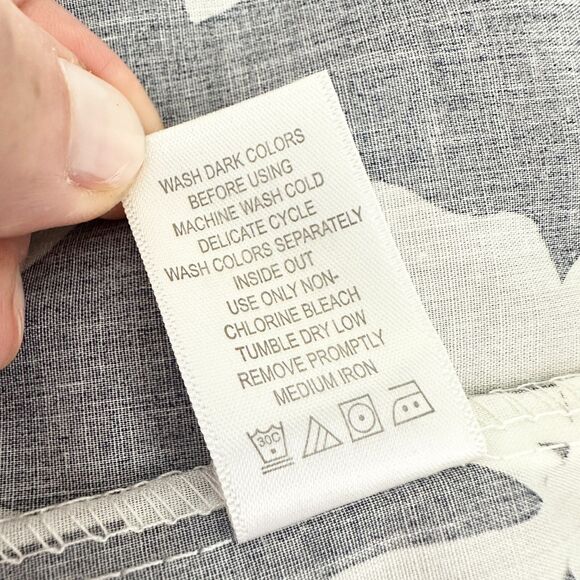 WASH DARK COLORS
BEFORE USING
MACHINE WASH COLD
DELICATE CYCLE
WASH COLORS SEPARATELY
INSIDE OUT
USE ONLY NON-
CHLORINE BLEACH
TUMBLE DRY LOW
REMOVE PROMPTLY
MEDIUM IRON
30C